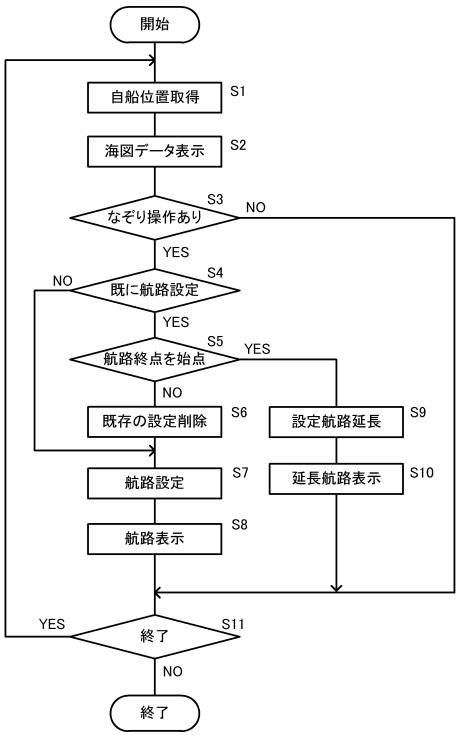 開始
自船位置取得 S1
海図データ表示 S2
なぞり操作あり S3
NO
YES
既に航路設定 S4
NO
YES
航路終点を始点 S5
YES
NO
既存の設定削除 S6
設定航路延長 S9
航路設定 S7
延長航路表示 S10
航路表示 S8
終了 S11
YES
NO
終了